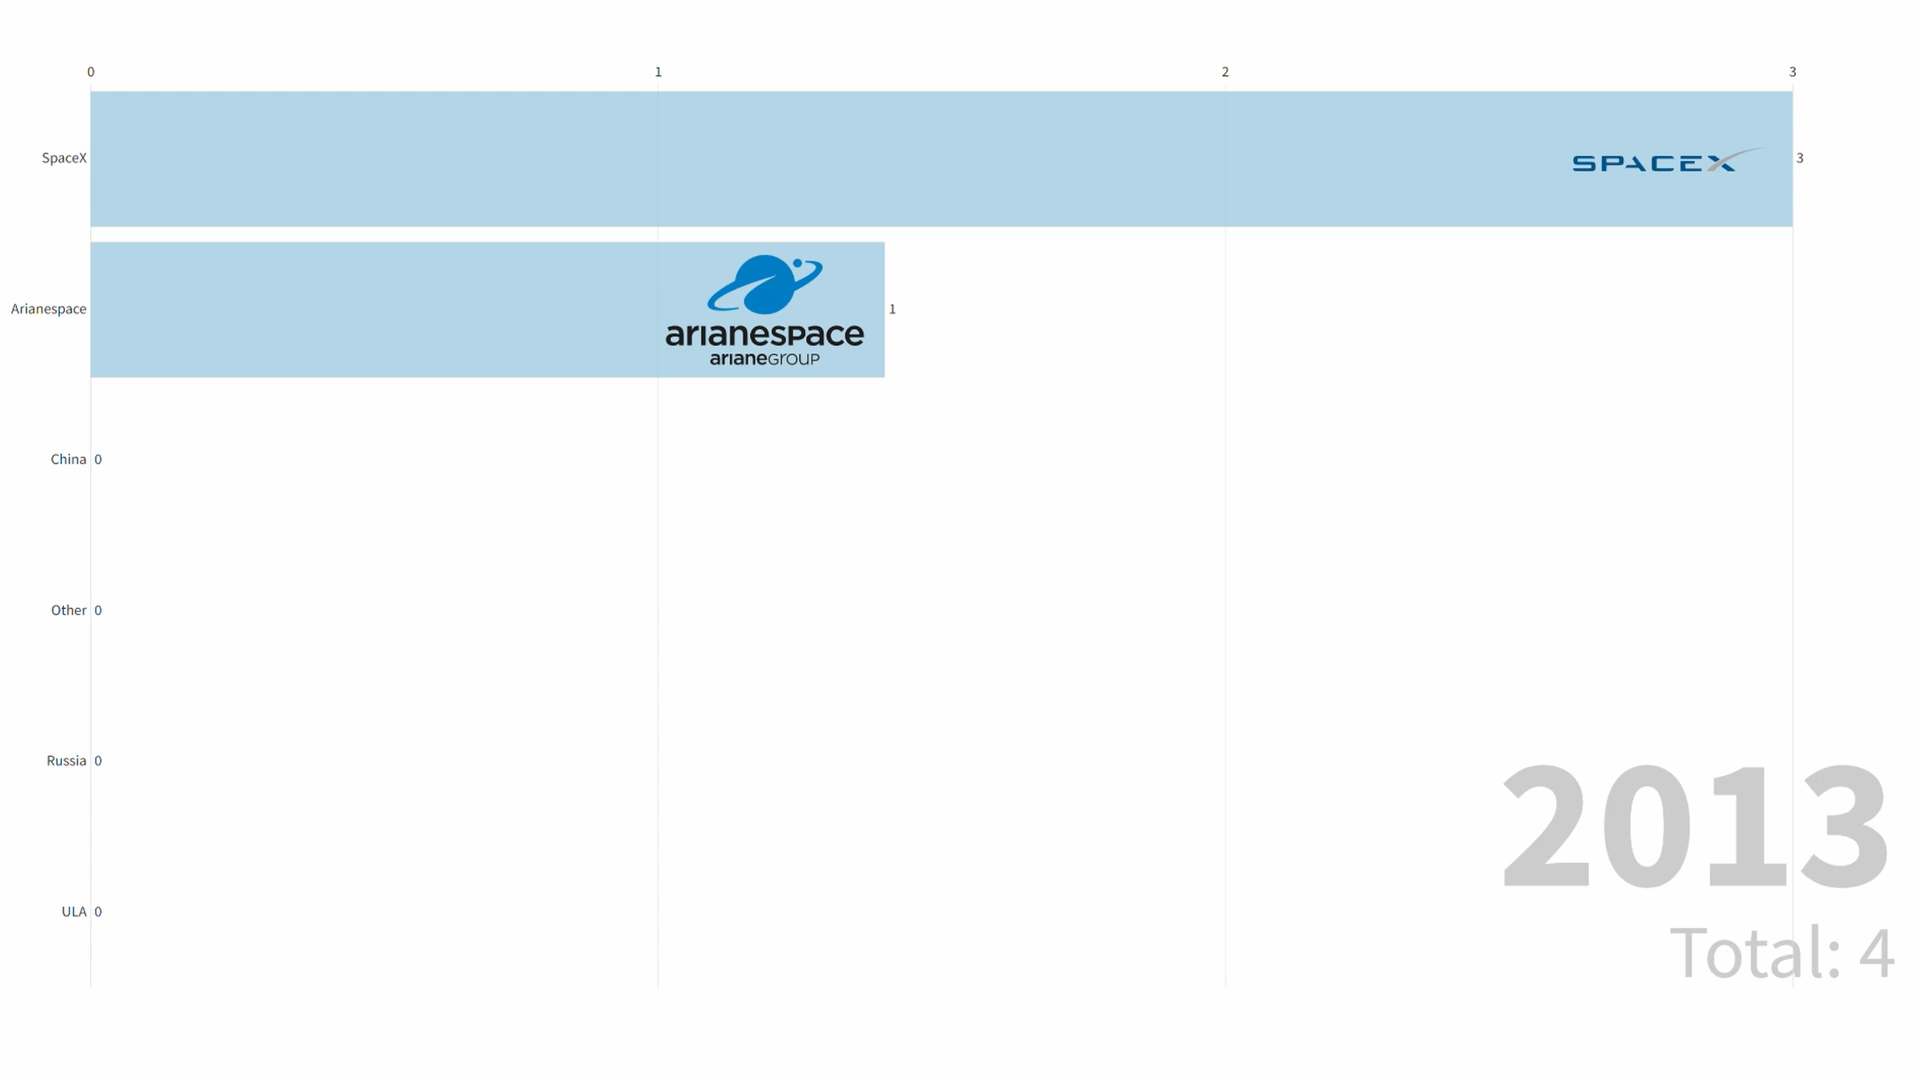 0 1 2 3
SpaceX SPACEX 3
Arianespace arianespace 1
arianeGROUP
China 0
Other 0
Russia 0
2013
ULA 0
Total: 4